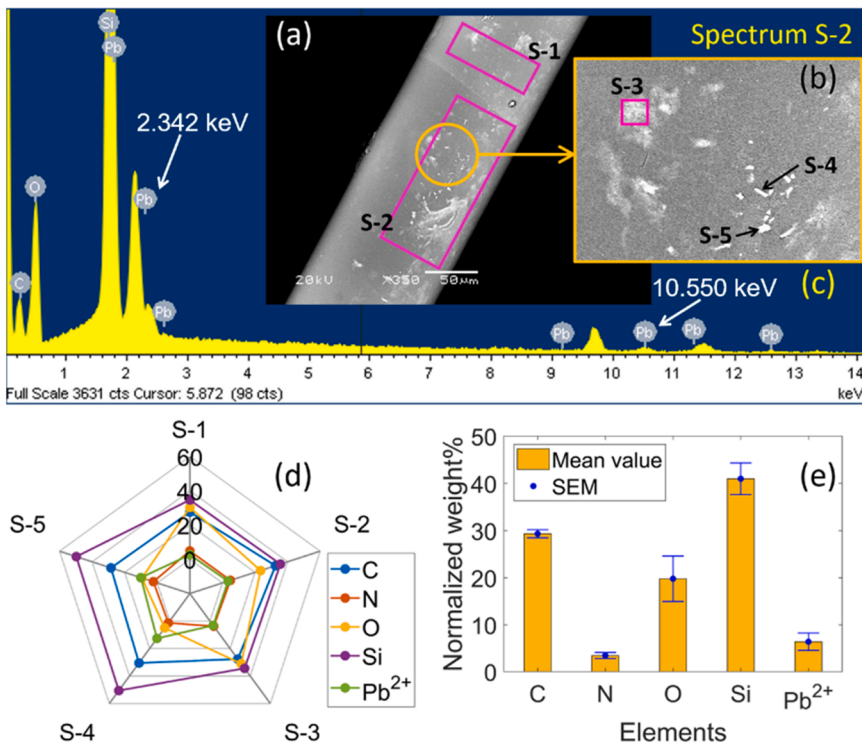 (a)
Spectrum S-2
Si
Pb
S-1
(b)
S-3
2.342 keV
O
Pb
S-4
S-2
S-5
C
20kV
X350
50µm
10.550 keV
(c)
Pb
Pb
Pb
Pb
Pb
1 2 3 4 5 6 7 8 9 10 11 12 13 14
Full Scale 3631 cts Cursor: 5.872 (98 cts)
keV
S-1
60
40
20
0
(d)
S-5
S-2
C
N
O
Si
Pb²⁺
S-4
S-3
50
40
30
20
10
0
Normalized weight%
Mean value
SEM
(e)
C N O Si Pb²⁺
Elements